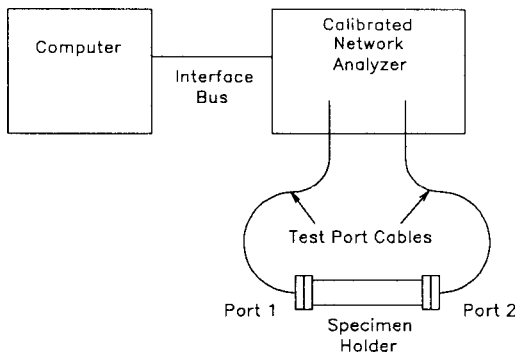 Computer
Interface
Bus
Calibrated
Network
Analyzer
Test Port Cables
Port 1
Port 2
Specimen
Holder